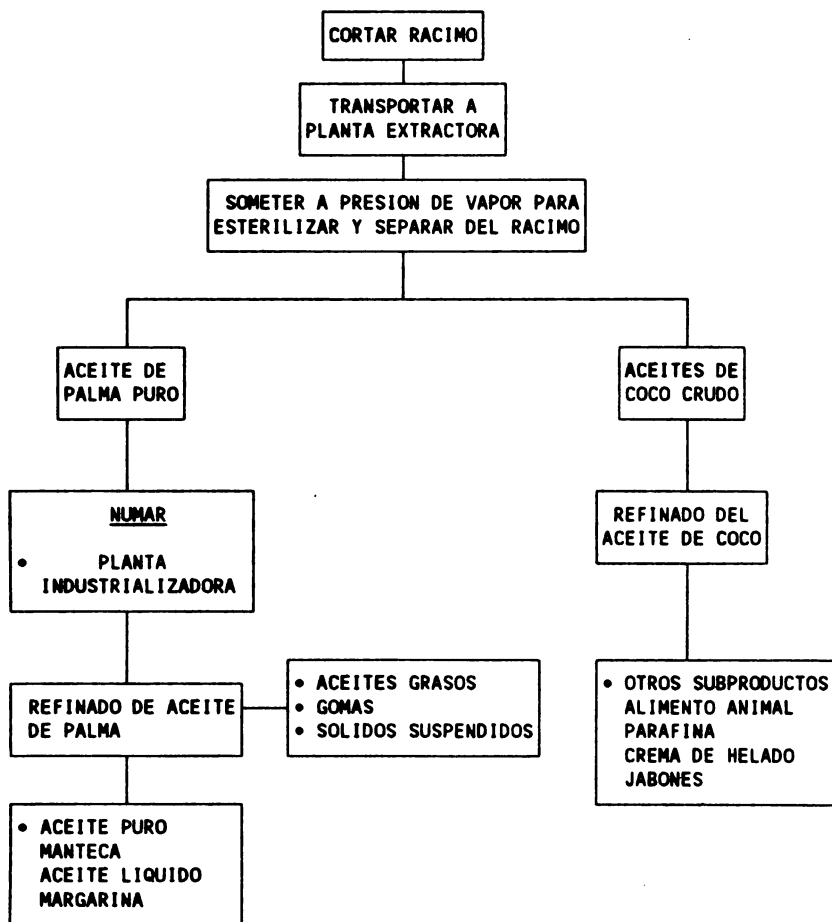 CORTAR RACIMO
TRANSPORTAR A
PLANTA EXTRACTORA
SOMETER A PRESION DE VAPOR PARA
ESTERILIZAR Y SEPARAR DEL RACIMO
ACEITE DE
PALMA PURO
ACEITES DE
COCO CRUDO
NUMAR
• PLANTA
INDUSTRIALIZADORA
REFINADO DEL
ACEITE DE COCO
REFINADO DE ACEITE
DE PALMA
• ACEITES GRASOS
• GOMAS
• SOLIDOS SUSPENDIDOS
• OTROS SUBPRODUCTOS
ALIMENTO ANIMAL
PARAFINA
CREMA DE HELADO
JABONES
• ACEITE PURO
MANTECA
ACEITE LIQUIDO
MARGARINA